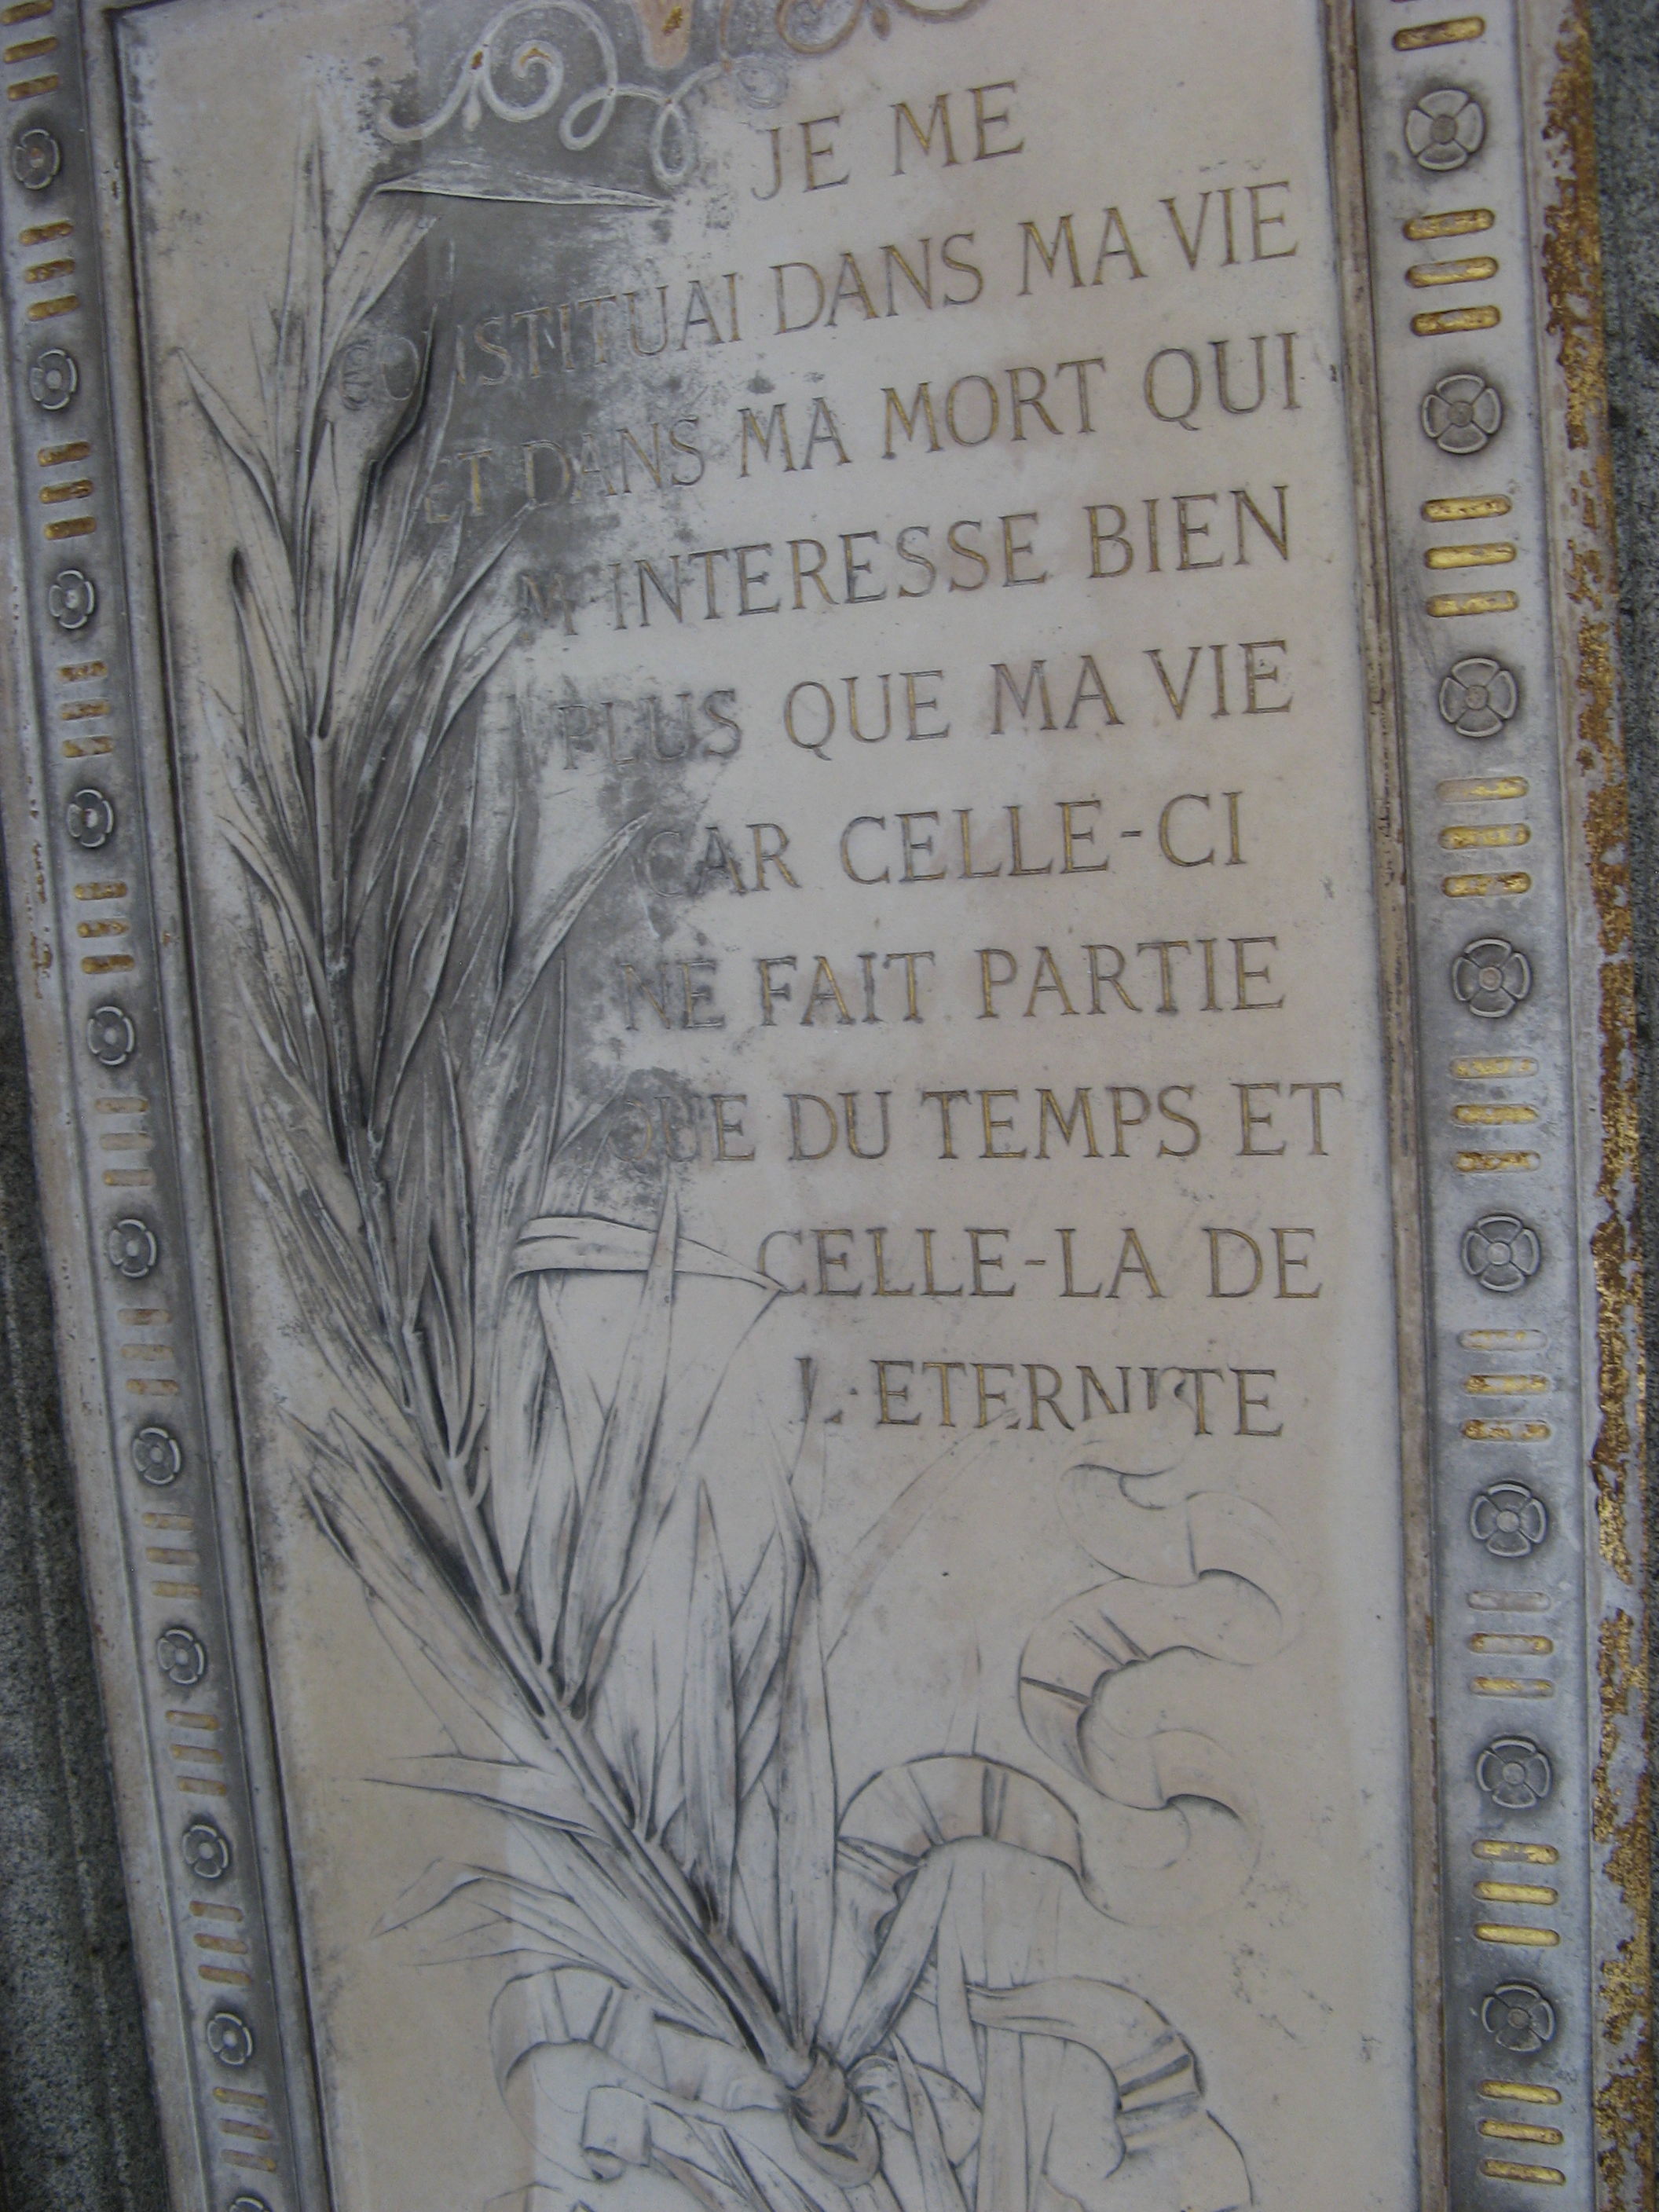 JE ME
CONSTITUAI DANS MA VIE
ET DANS MA MORT QUI
M'INTERESSE BIEN
PLUS QUE MA VIE
CAR CELLE-CI
NE FAIT PARTIE
QUE DU TEMPS ET
CELLE-LA DE
L'ETERNITE